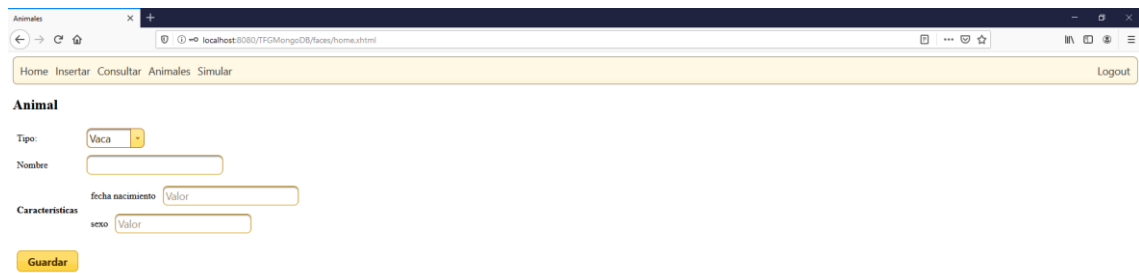 Animales
localhost:8080/TFGMongoDB/faces/home.xhtml
Home Insertar Consultar Animales Simular Logout
Animal
Tipo: Vaca
Nombre
fecha nacimiento Valor
Características
sexo Valor
Guardar